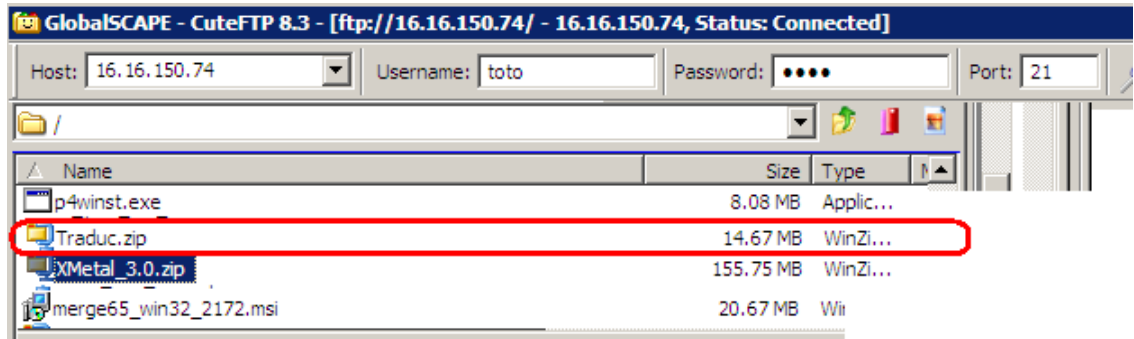 GlobalSCAPE - CuteFTP 8.3 - [ftp://16.16.150.74/ - 16.16.150.74, Status: Connected]
Host: 16.16.150.74 Username: toto Password: •••• Port: 21
/
Name Size Type
p4winst.exe 8.08 MB Applic...
Traduc.zip 14.67 MB WinZi...
XMetal_3.0.zip 155.75 MB WinZi...
merge65_win32_2172.msi 20.67 MB